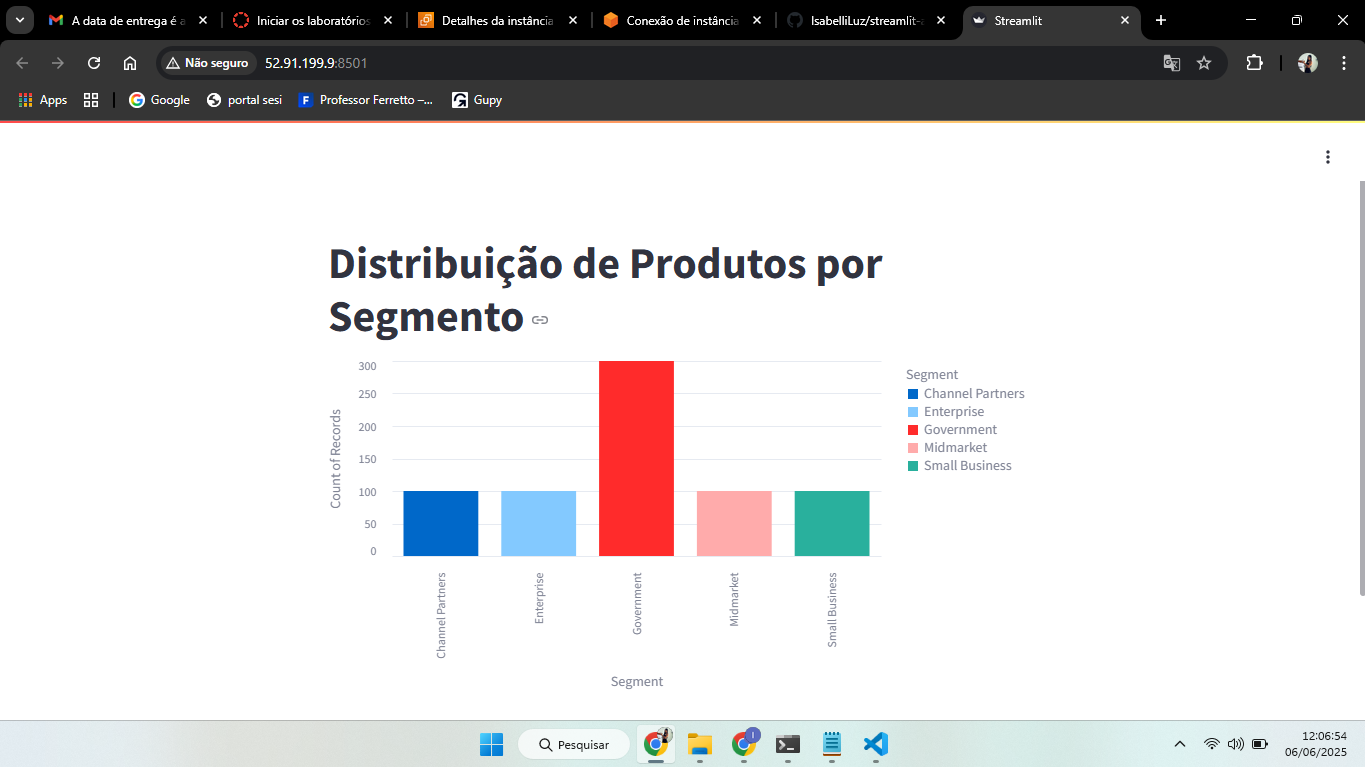 A data de entrega é a
Iniciar os laboratórios
Detalhes da instância
Conexão de instância
IsabelliLuz/streamlit-a
Streamlit
Não seguro
52.91.199.9:8501
Apps
Google
portal sesi
Professor Ferretto –...
Gupy
Distribuição de Produtos por
Segmento
300
250
200
150
100
50
0
Count of Records
Channel Partners
Enterprise
Government
Midmarket
Small Business
Segment
Segment
Channel Partners
Enterprise
Government
Midmarket
Small Business
Pesquisar
12:06:54
06/06/2025